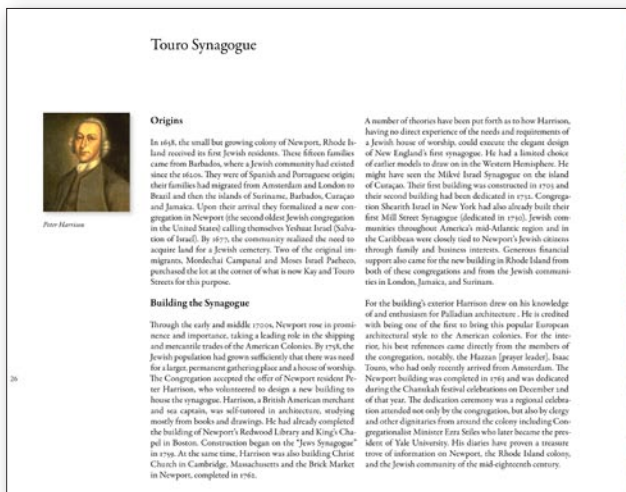 Touro Synagogue
Peter Harrison
Origins
In 1658, the small but growing colony of Newport, Rhode Is-
land received its first Jewish residents. These fifteen families
came from Barbados, where a Jewish community had existed
since the 1620s. They were of Spanish and Portuguese origin;
their families had migrated from Amsterdam and London to
Brazil and then the islands of Suriname, Barbados, Curaçao
and Jamaica. Upon their arrival they formalized a new con-
gregation in Newport (the second oldest Jewish congregation
in the United States) calling themselves Yeshuat Israel (Salva-
tion of Israel). By 1677, the community realized the need to
acquire land for a Jewish cemetery. Two of the original im-
migrants, Mordechai Campanal and Moses Israel Pacheco,
purchased the lot at the corner of what is now Kay and Touro
Streets for this purpose.
Building the Synagogue
Through the early and middle 1700s, Newport rose in promi-
nence and importance, taking a leading role in the shipping
and mercantile trades of the American Colonies. By 1758, the
Jewish population had grown sufficiently that there was need
for a larger, permanent gathering place and a house of worship.
The Congregation accepted the offer of Newport resident Pe-
ter Harrison, who volunteered to design a new building to
house the synagogue. Harrison, a British American merchant
and sea captain, was self-tutored in architecture, studying
mostly from books and drawings. He had already completed
the building of Newport's Redwood Library and King's Cha-
pel in Boston. Construction began on the "Jews Synagogue"
in 1759. At the same time, Harrison was also building Christ
Church in Cambridge, Massachusetts and the Brick Market
in Newport, completed in 1762.
A number of theories have been put forth as to how Harrison,
having no direct experience of the needs and requirements of
a Jewish house of worship, could execute the elegant design
of New England's first synagogue. He had a limited choice
of earlier models to draw on in the Western Hemisphere. He
might have seen the Mikvé Israel Synagogue on the island
of Curaçao. Their first building was constructed in 1703 and
their second building had been dedicated in 1732. Congrega-
tion Shearith Israel in New York had also already built their
first Mill Street Synagogue (dedicated in 1730). Jewish com-
munities throughout America's mid-Atlantic region and in
the Caribbean were closely tied to Newport's Jewish citizens
through family and business interests. Generous financial
support also came for the new building in Rhode Island from
both of these congregations and from the Jewish communi-
ties in London, Jamaica, and Surinam.
For the building's exterior Harrison drew on his knowledge
of and enthusiasm for Palladian architecture . He is credited
with being one of the first to bring this popular European
architectural style to the American colonies. For the inte-
rior, his best references came directly from the members of
the congregation, notably, the Hazzan [prayer leader], Isaac
Touro, who had only recently arrived from Amsterdam. The
Newport building was completed in 1763 and was dedicated
during the Chanukah festival celebrations on December 2nd
of that year. The dedication ceremony was a regional celebra-
tion attended not only by the congregation, but also by clergy
and other dignitaries from around the colony including Con-
gregationalist Minister Ezra Stiles who later became the pres-
ident of Yale University. His diaries have proven a treasure
trove of information on Newport, the Rhode Island colony,
and the Jewish community of the mid-eighteenth century.
26